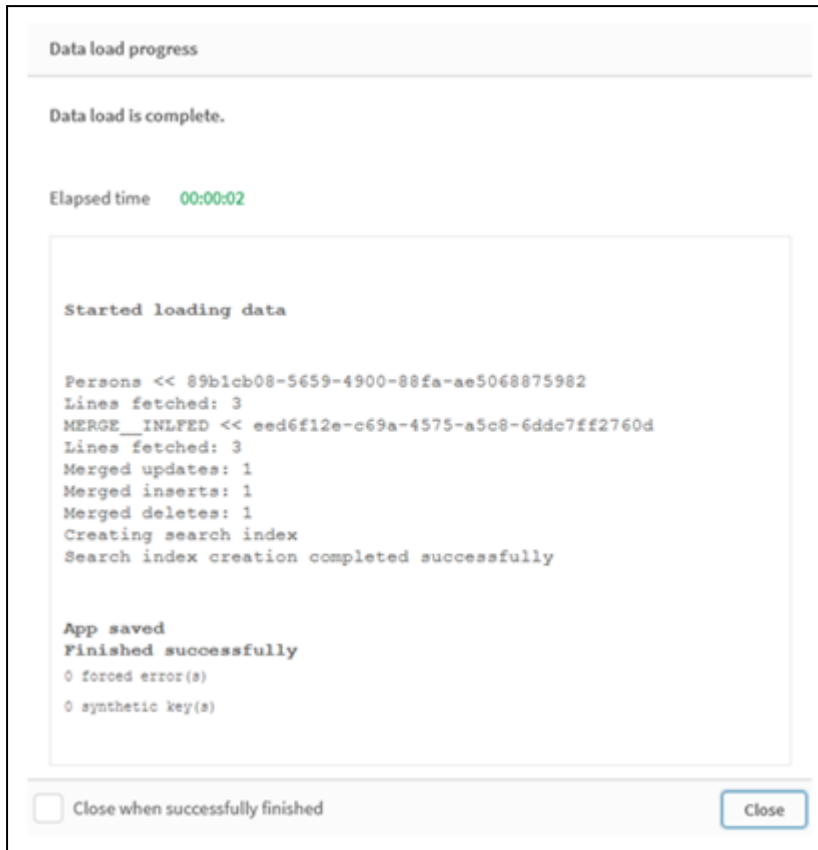 Data load progress
Data load is complete.
Elapsed time 00:00:02
Started loading data
Persons << 89b1cb08-5659-4900-88fa-ae5068875982
Lines fetched: 3
MERGE__INLFED << eed6f12e-c69a-4575-a5c8-6ddc7ff2760d
Lines fetched: 3
Merged updates: 1
Merged inserts: 1
Merged deletes: 1
Creating search index
Search index creation completed successfully
App saved
Finished successfully
0 forced error(s)
0 synthetic key(s)
Close when successfully finished
Close